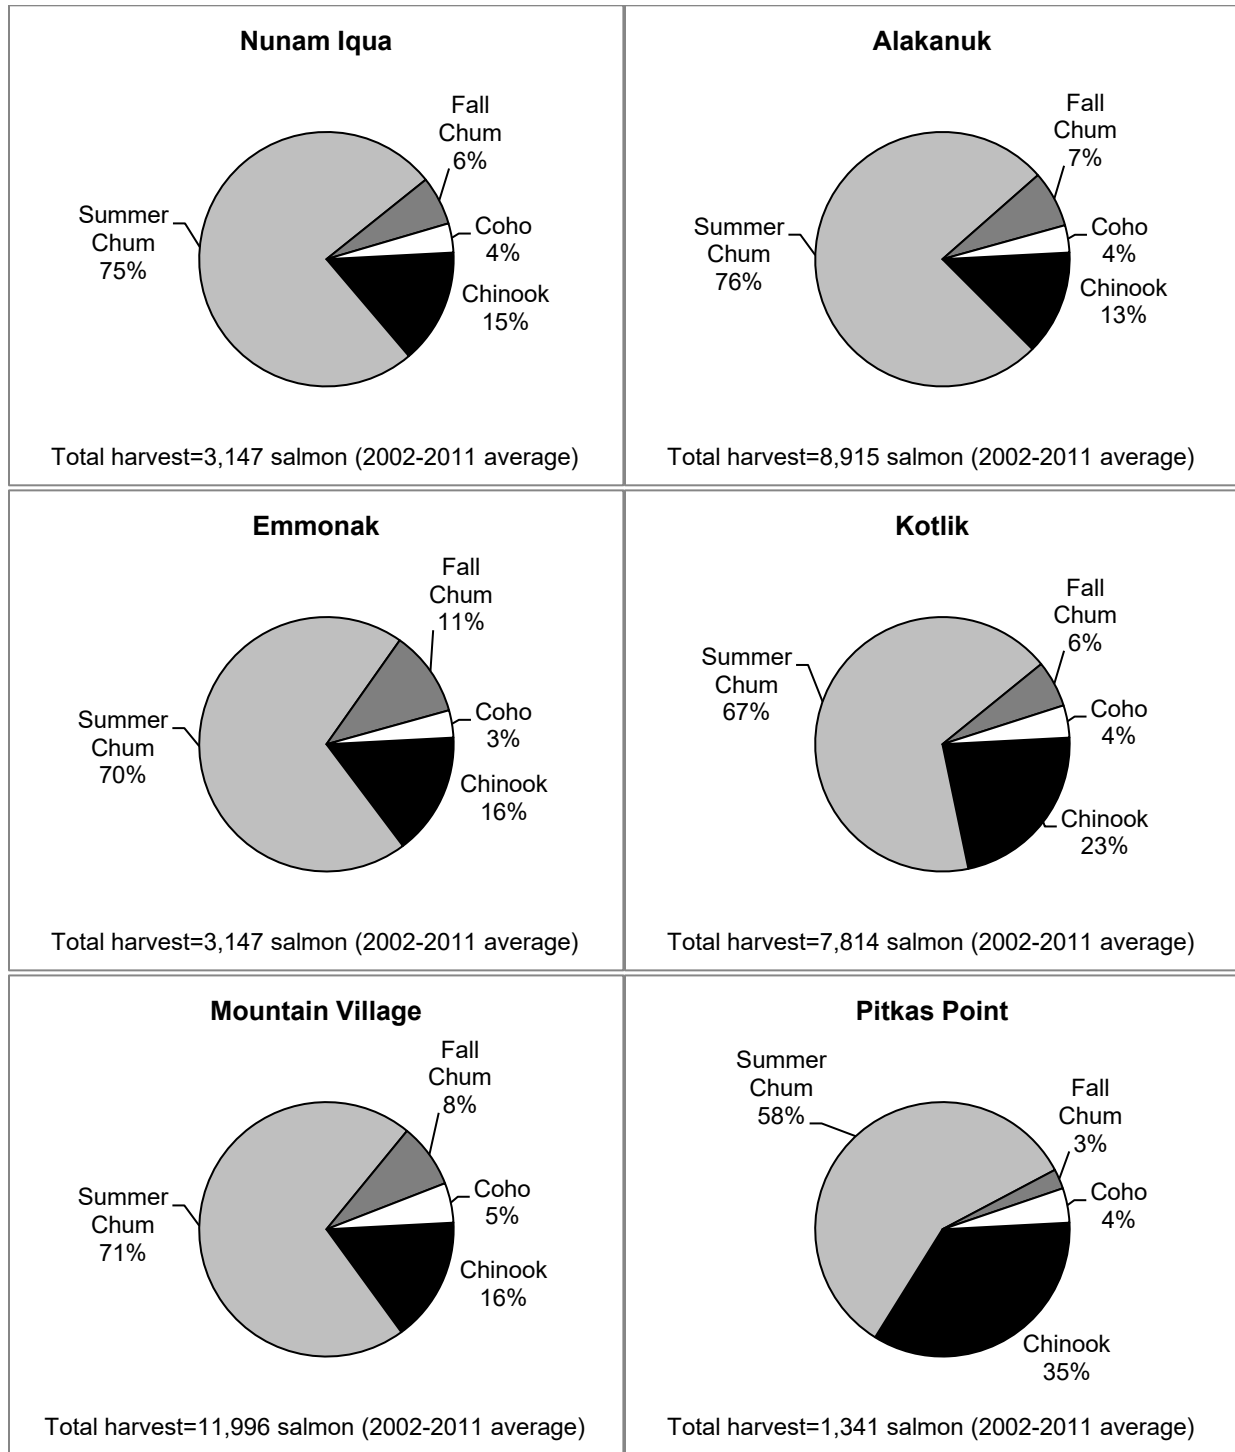 Nunam Iqua
Fall
Chum
6%
Summer
Chum
75%
Coho
4%
Chinook
15%
Total harvest=3,147 salmon (2002-2011 average)
Alakanuk
Fall
Chum
7%
Summer
Chum
76%
Coho
4%
Chinook
13%
Total harvest=8,915 salmon (2002-2011 average)
Emmonak
Fall
Chum
11%
Summer
Chum
70%
Coho
3%
Chinook
16%
Total harvest=3,147 salmon (2002-2011 average)
Kotlik
Fall
Chum
6%
Summer
Chum
67%
Coho
4%
Chinook
23%
Total harvest=7,814 salmon (2002-2011 average)
Mountain Village
Fall
Chum
8%
Summer
Chum
71%
Coho
5%
Chinook
16%
Total harvest=11,996 salmon (2002-2011 average)
Pitkas Point
Summer
Chum
58%
Fall
Chum
3%
Coho
4%
Chinook
35%
Total harvest=1,341 salmon (2002-2011 average)